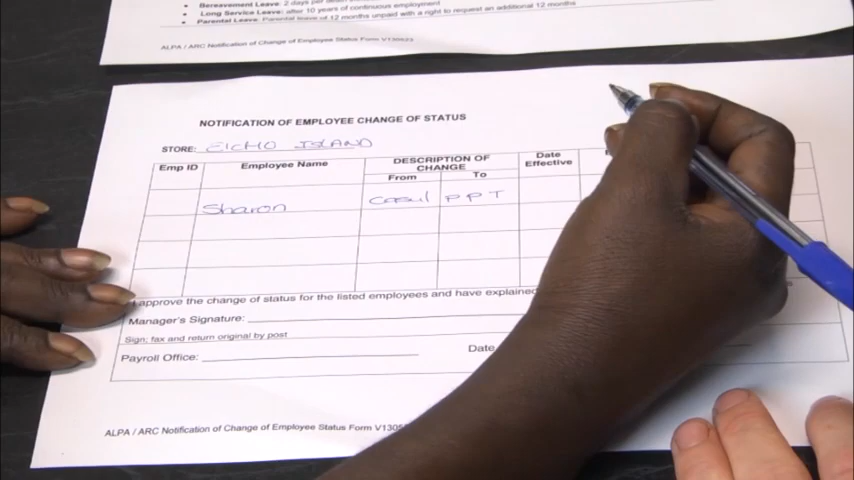 • Bereavement Leave: 2 days per
• Long Service Leave: after 10 years of continuous employment
• Parental Leave: Parental leave of 12 months unpaid with a right to request an additional 12 months
ALPA / ARC Notification of Change of Employee Status Form
NOTIFICATION OF EMPLOYEE CHANGE OF STATUS
STORE: ELCHO ISLAND
Emp ID Employee Name DESCRIPTION OF CHANGE Date Effective
From To
Sharon Casul PPT
I approve the change of status for the listed employees and have explained
Manager's Signature:
Sign; fax and return original by post
Payroll Office: Date
ALPA / ARC Notification of Change of Employee Status Form